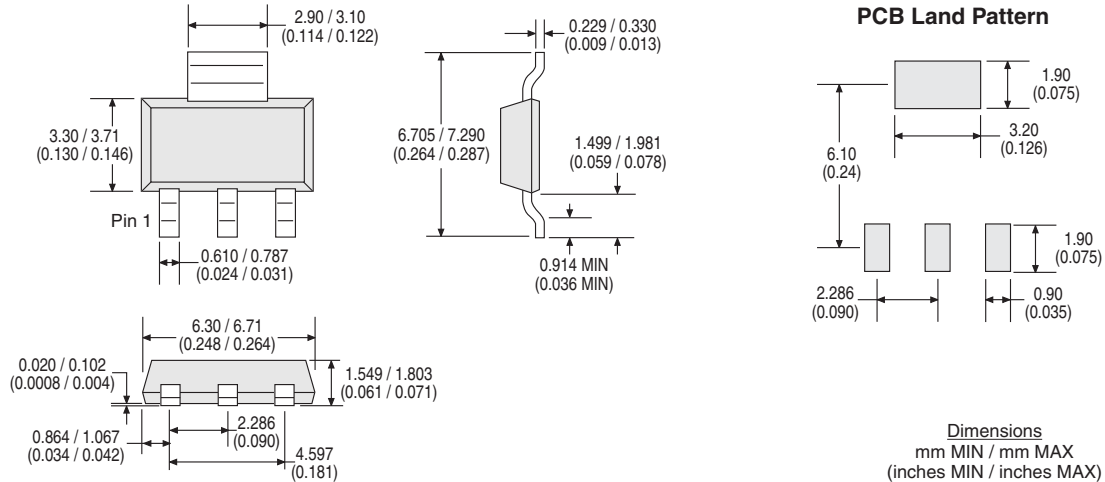 2.90 / 3.10
(0.114 / 0.122)
3.30 / 3.71
(0.130 / 0.146)
Pin 1
0.610 / 0.787
(0.024 / 0.031)
0.229 / 0.330
(0.009 / 0.013)
6.705 / 7.290
(0.264 / 0.287)
1.499 / 1.981
(0.059 / 0.078)
0.914 MIN
(0.036 MIN)
PCB Land Pattern
1.90
(0.075)
3.20
(0.126)
6.10
(0.24)
1.90
(0.075)
2.286
(0.090)
0.90
(0.035)
6.30 / 6.71
(0.248 / 0.264)
0.020 / 0.102
(0.0008 / 0.004)
1.549 / 1.803
(0.061 / 0.071)
0.864 / 1.067
(0.034 / 0.042)
2.286
(0.090)
4.597
(0.181)
Dimensions
mm MIN / mm MAX
(inches MIN / inches MAX)